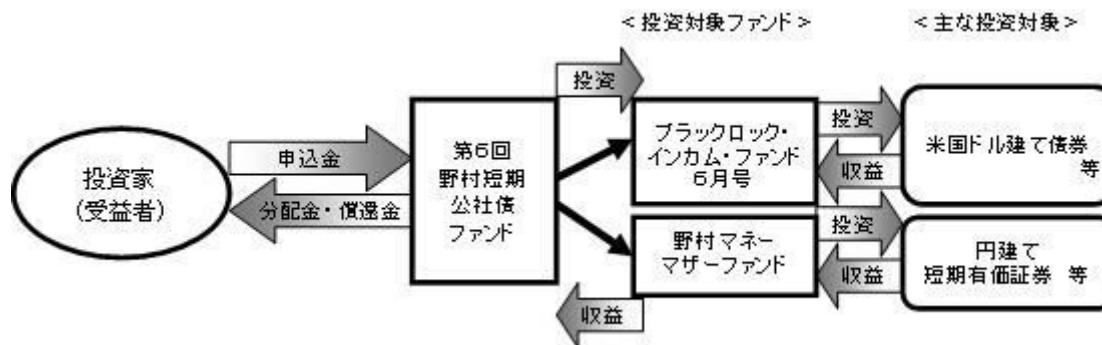 ＜投資対象ファンド＞
＜主な投資対象＞
投資家
(受益者)
申込金
分配金・償還金
第6回
野村短期
公社債
ファンド
投資
収益
ブラックロック・
インカム・ファンド
6月号
野村マネー
マザーファンド
投資
収益
投資
収益
米国ドル建て債券
等
円建て
短期有価証券 等